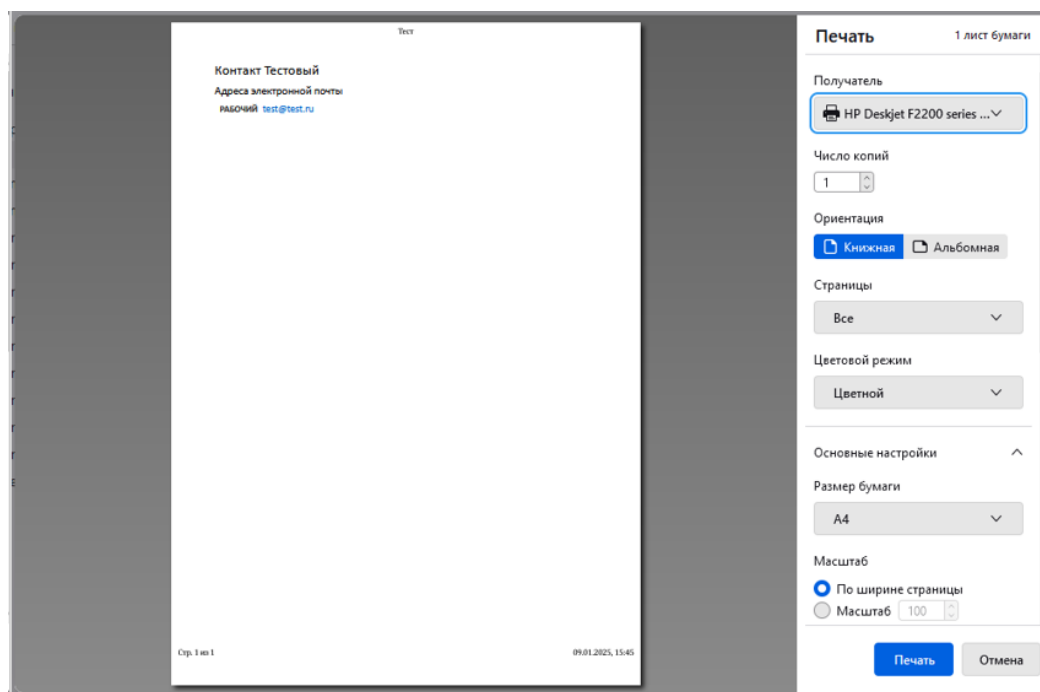 Тест
Контакт Тестовый
Адреса электронной почты
РАБОЧИЙ test@test.ru
Стр. 1 из 1
09.01.2025, 15:45
Печать
1 лист бумаги
Получатель
HP Deskjet F2200 series ...
Число копий
1
Ориентация
Книжная
Альбомная
Страницы
Все
Цветовой режим
Цветной
Основные настройки
Размер бумаги
A4
Масштаб
По ширине страницы
Масштаб 100
Печать
Отмена